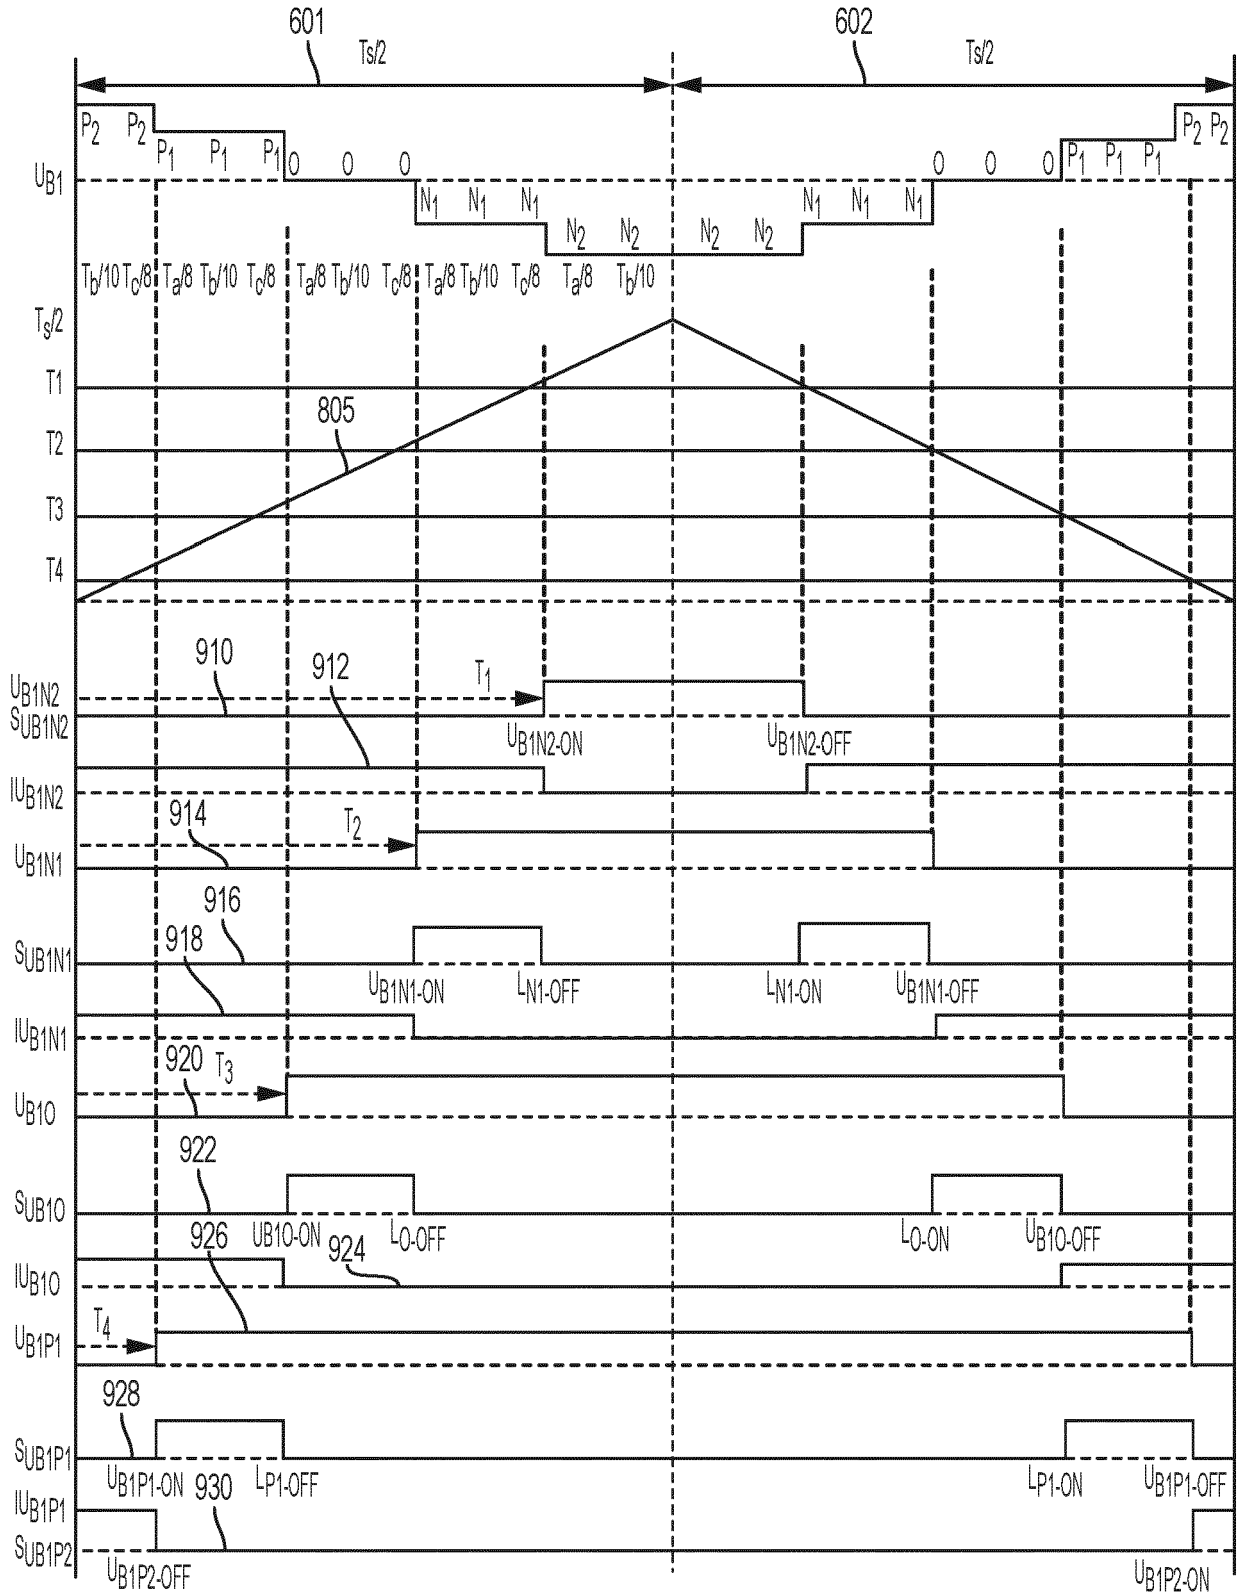 601 602
Ts/2 Ts/2
P2 P2 P1 P1 P1 O O O N1 N1 N1 N2 N2 N2 N2 N1 N1 N1 O O O P1 P1 P1 P2 P2
UB1
Tb/10 Tc/8 Ta/8 Tb/10 Tc/8 Ta/8 Tb/10 Tc/8 Ta/8 Tb/10 Tc/8 Ta/8 Tb/10
Ts/2
T1
805
T2
T3
T4
910 912 T1
UB1N2
SUB1N2
UB1N2-ON UB1N2-OFF
IUB1N2
914 T2
UB1N1
916
918
SUB1N1
UB1N1-ON LN1-OFF LN1-ON UB1N1-OFF
IUB1N1
920 T3
UB1O
922
SUB1O
926 UB1O-ON LO-OFF LO-ON UB1O-OFF
924
IUB1O
T4
UB1P1
928
SUB1P1
UB1P1-ON LP1-OFF LP1-ON UB1P1-OFF
930
IUB1P1
SUB1P2
UB1P2-OFF UB1P2-ON